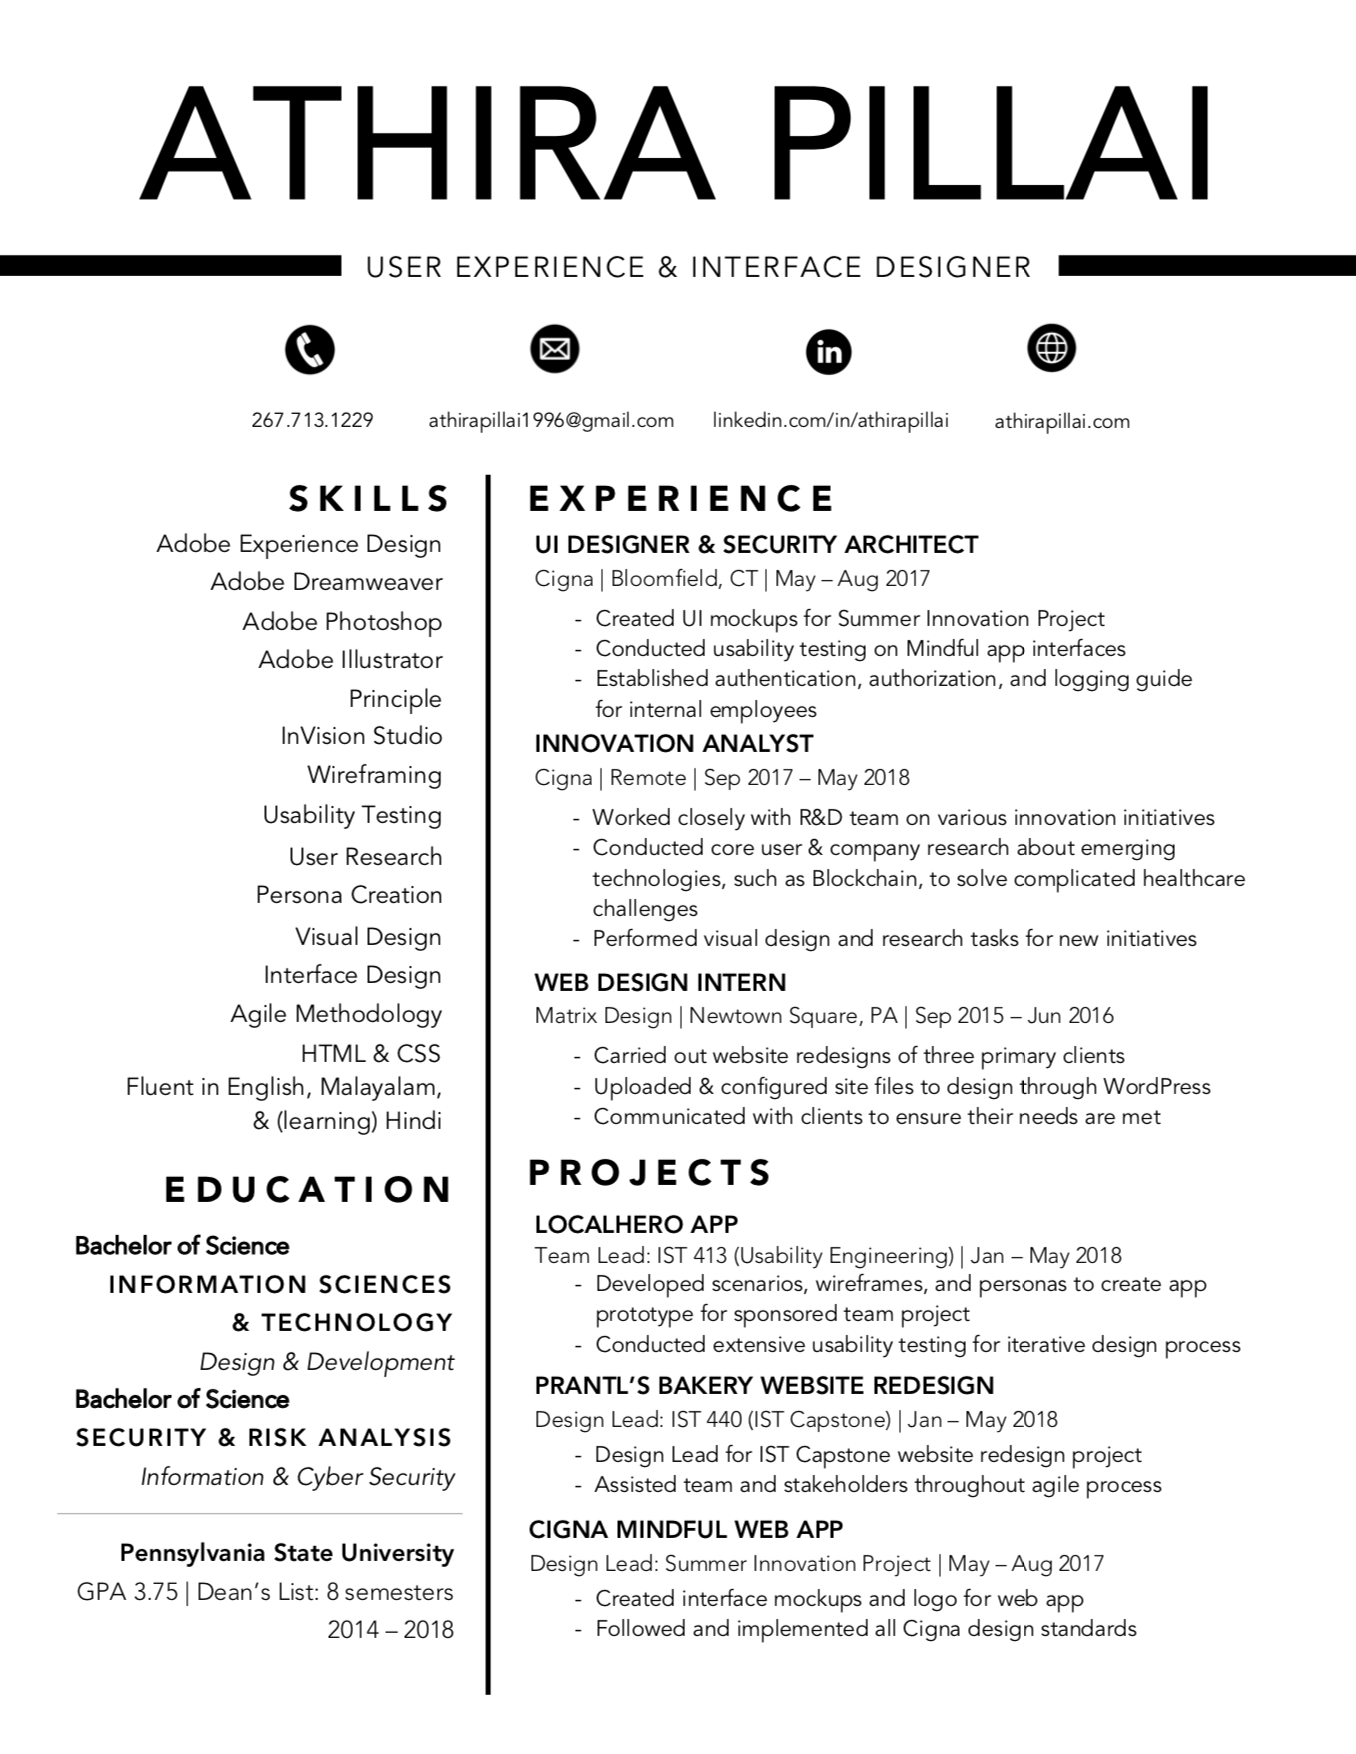 ATHIRA PILLAI
USER EXPERIENCE & INTERFACE DESIGNER
in
267.713.1229
athirapillai1996@gmail.com
linkedin.com/in/athirapillai
athirapillai.com
SKILLS
Adobe Experience Design
Adobe Dreamweaver
Adobe Photoshop
Adobe Illustrator
Principle
InVision Studio
Wireframing
Usability Testing
User Research
Persona Creation
Visual Design
Interface Design
Agile Methodology
HTML & CSS
Fluent in English, Malayalam,
& (learning) Hindi
EDUCATION
Bachelor of Science
INFORMATION SCIENCES
& TECHNOLOGY
Design & Development
Bachelor of Science
SECURITY & RISK ANALYSIS
Information & Cyber Security
Pennsylvania State University
GPA 3.75 | Dean’s List: 8 semesters
2014 – 2018
EXPERIENCE
UI DESIGNER & SECURITY ARCHITECT
Cigna | Bloomfield, CT | May – Aug 2017
- Created UI mockups for Summer Innovation Project
- Conducted usability testing on Mindful app interfaces
- Established authentication, authorization, and logging guide
for internal employees
INNOVATION ANALYST
Cigna | Remote | Sep 2017 – May 2018
- Worked closely with R&D team on various innovation initiatives
- Conducted core user & company research about emerging
technologies, such as Blockchain, to solve complicated healthcare
challenges
- Performed visual design and research tasks for new initiatives
WEB DESIGN INTERN
Matrix Design | Newtown Square, PA | Sep 2015 – Jun 2016
- Carried out website redesigns of three primary clients
- Uploaded & configured site files to design through WordPress
- Communicated with clients to ensure their needs are met
PROJECTS
LOCALHERO APP
Team Lead: IST 413 (Usability Engineering) | Jan – May 2018
- Developed scenarios, wireframes, and personas to create app
prototype for sponsored team project
- Conducted extensive usability testing for iterative design process
PRANTL’S BAKERY WEBSITE REDESIGN
Design Lead: IST 440 (IST Capstone) | Jan – May 2018
- Design Lead for IST Capstone website redesign project
- Assisted team and stakeholders throughout agile process
CIGNA MINDFUL WEB APP
Design Lead: Summer Innovation Project | May – Aug 2017
- Created interface mockups and logo for web app
- Followed and implemented all Cigna design standards